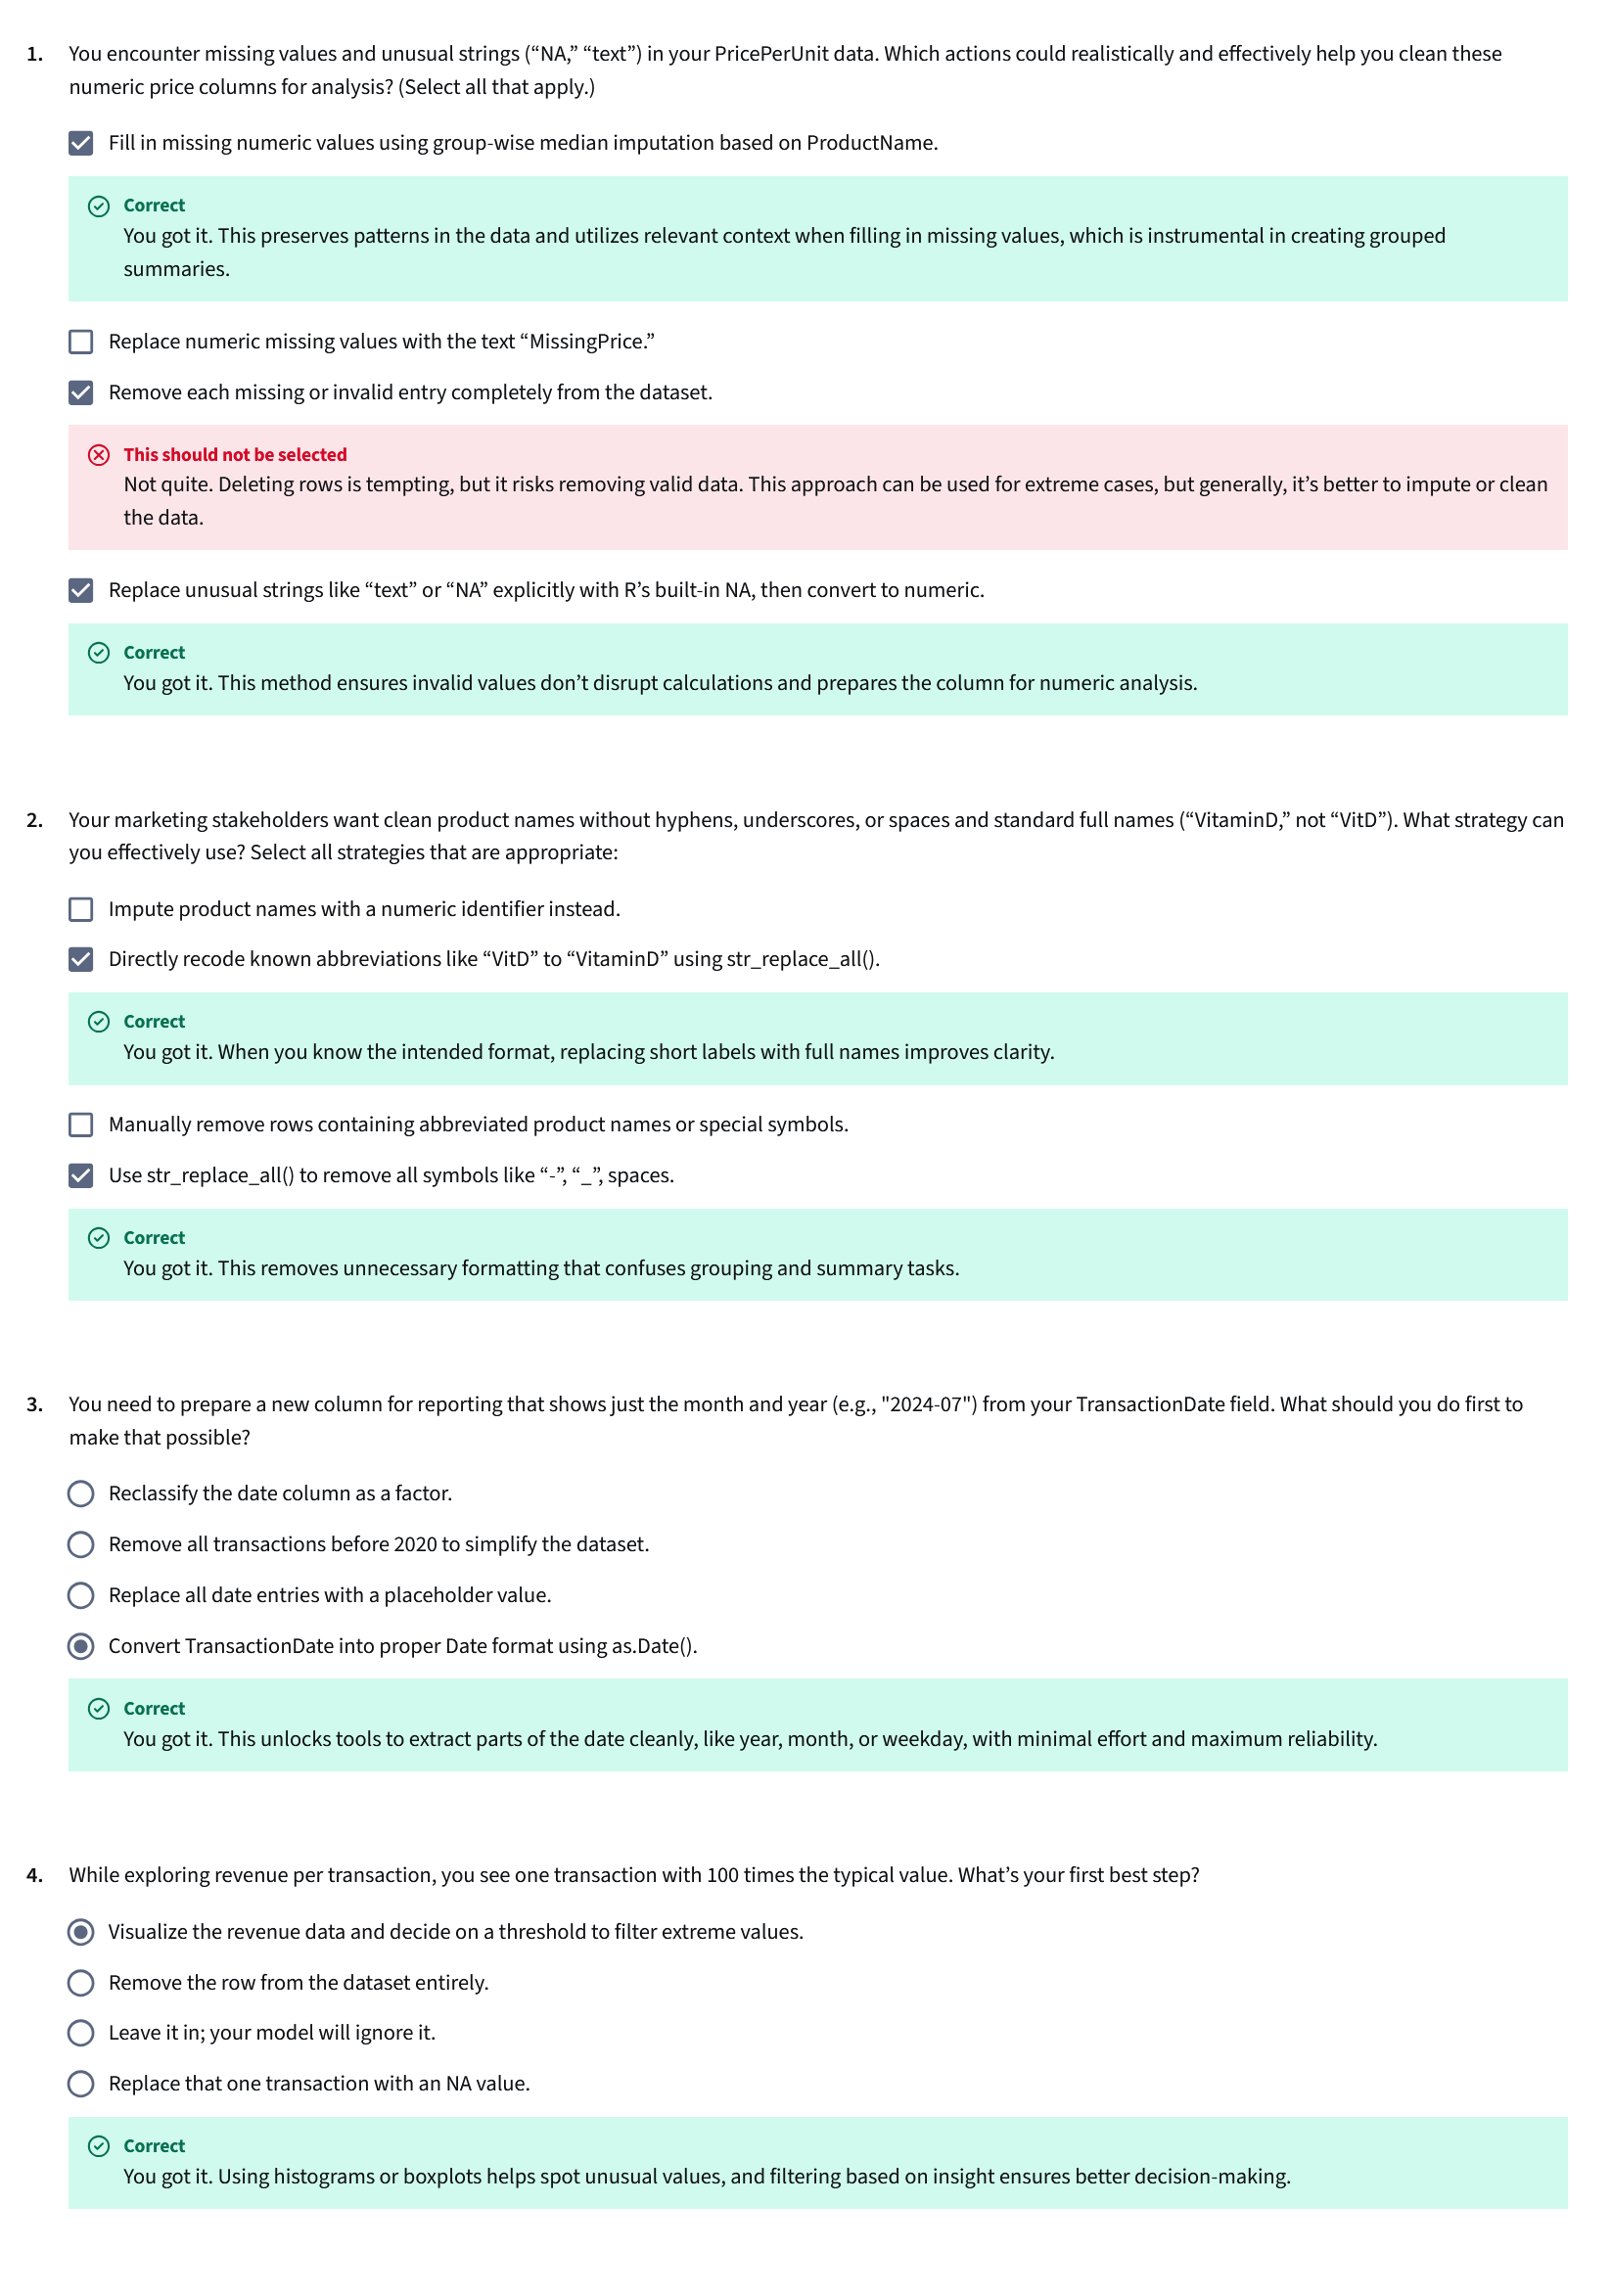 1. You encounter missing values and unusual strings (“NA,” “text”) in your PricePerUnit data. Which actions could realistically and effectively help you clean these
numeric price columns for analysis? (Select all that apply.)
Fill in missing numeric values using group-wise median imputation based on ProductName.
Correct
You got it. This preserves patterns in the data and utilizes relevant context when filling in missing values, which is instrumental in creating grouped
summaries.
Replace numeric missing values with the text “MissingPrice.”
Remove each missing or invalid entry completely from the dataset.
This should not be selected
Not quite. Deleting rows is tempting, but it risks removing valid data. This approach can be used for extreme cases, but generally, it’s better to impute or clean
the data.
Replace unusual strings like “text” or “NA” explicitly with R’s built-in NA, then convert to numeric.
Correct
You got it. This method ensures invalid values don’t disrupt calculations and prepares the column for numeric analysis.
2. Your marketing stakeholders want clean product names without hyphens, underscores, or spaces and standard full names (“VitaminD,” not “VitD”). What strategy can
you effectively use? Select all strategies that are appropriate:
Impute product names with a numeric identifier instead.
Directly recode known abbreviations like “VitD” to “VitaminD” using str_replace_all().
Correct
You got it. When you know the intended format, replacing short labels with full names improves clarity.
Manually remove rows containing abbreviated product names or special symbols.
Use str_replace_all() to remove all symbols like “-”, “_”, spaces.
Correct
You got it. This removes unnecessary formatting that confuses grouping and summary tasks.
3. You need to prepare a new column for reporting that shows just the month and year (e.g., "2024-07") from your TransactionDate field. What should you do first to
make that possible?
Reclassify the date column as a factor.
Remove all transactions before 2020 to simplify the dataset.
Replace all date entries with a placeholder value.
Convert TransactionDate into proper Date format using as.Date().
Correct
You got it. This unlocks tools to extract parts of the date cleanly, like year, month, or weekday, with minimal effort and maximum reliability.
4. While exploring revenue per transaction, you see one transaction with 100 times the typical value. What’s your first best step?
Visualize the revenue data and decide on a threshold to filter extreme values.
Remove the row from the dataset entirely.
Leave it in; your model will ignore it.
Replace that one transaction with an NA value.
Correct
You got it. Using histograms or boxplots helps spot unusual values, and filtering based on insight ensures better decision-making.